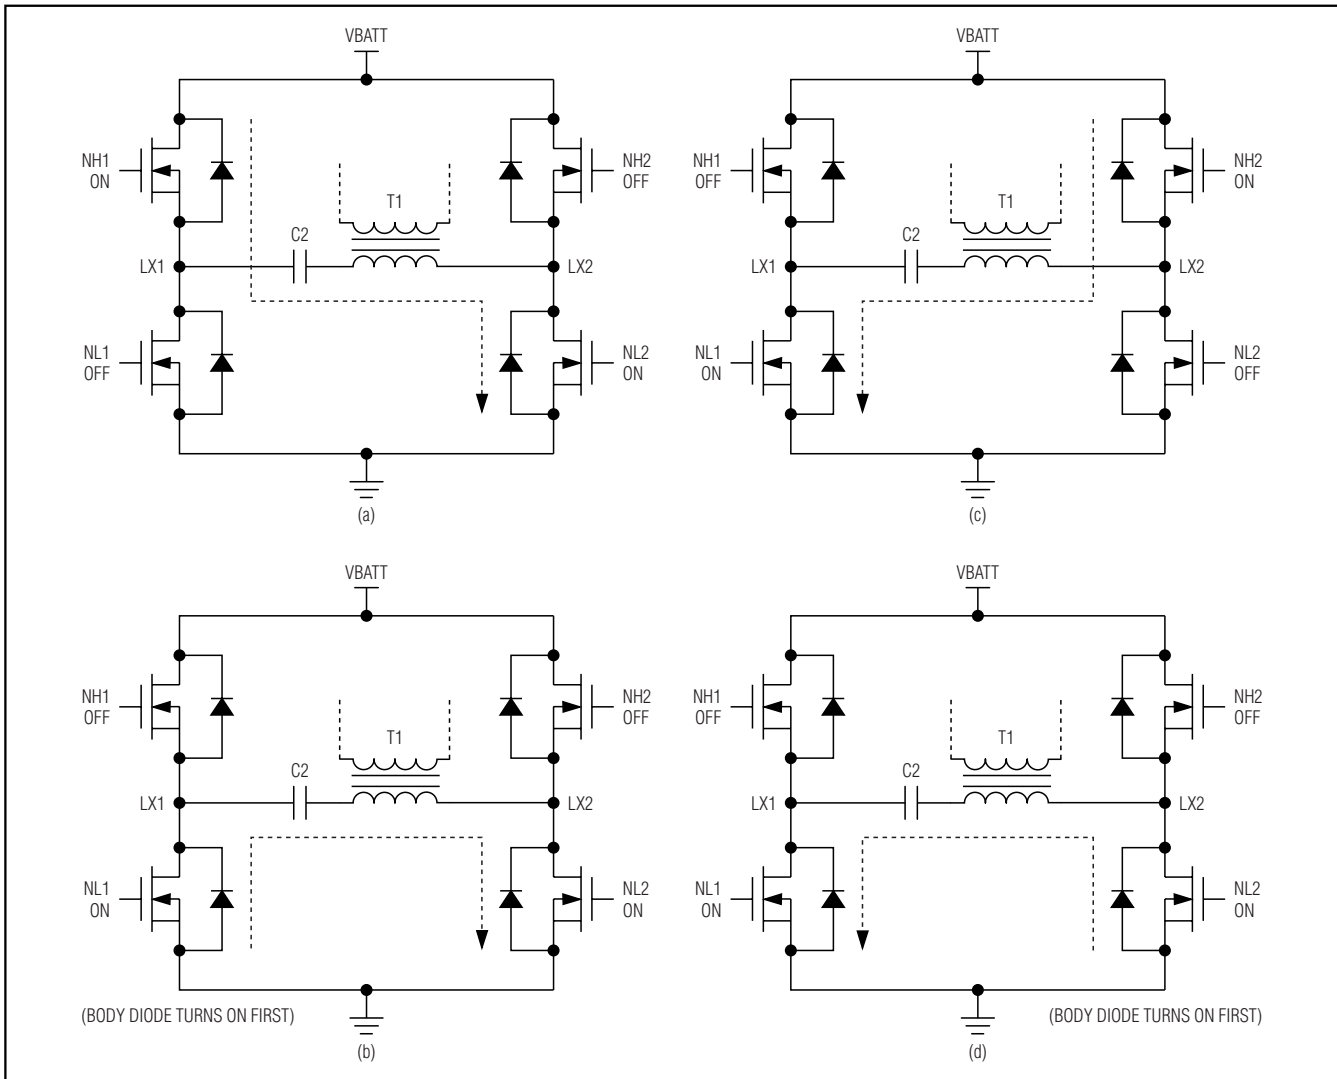 VBATT
NH1
ON
NH2
OFF
T1
C2
LX1
LX2
NL1
OFF
NL2
ON
(a)
VBATT
NH1
OFF
NH2
ON
T1
C2
LX1
LX2
NL1
ON
NL2
OFF
(c)
VBATT
NH1
OFF
NH2
OFF
T1
C2
LX1
LX2
NL1
ON
NL2
ON
(BODY DIODE TURNS ON FIRST)
(b)
VBATT
NH1
OFF
NH2
OFF
T1
C2
LX1
LX2
NL1
ON
NL2
ON
(BODY DIODE TURNS ON FIRST)
(d)